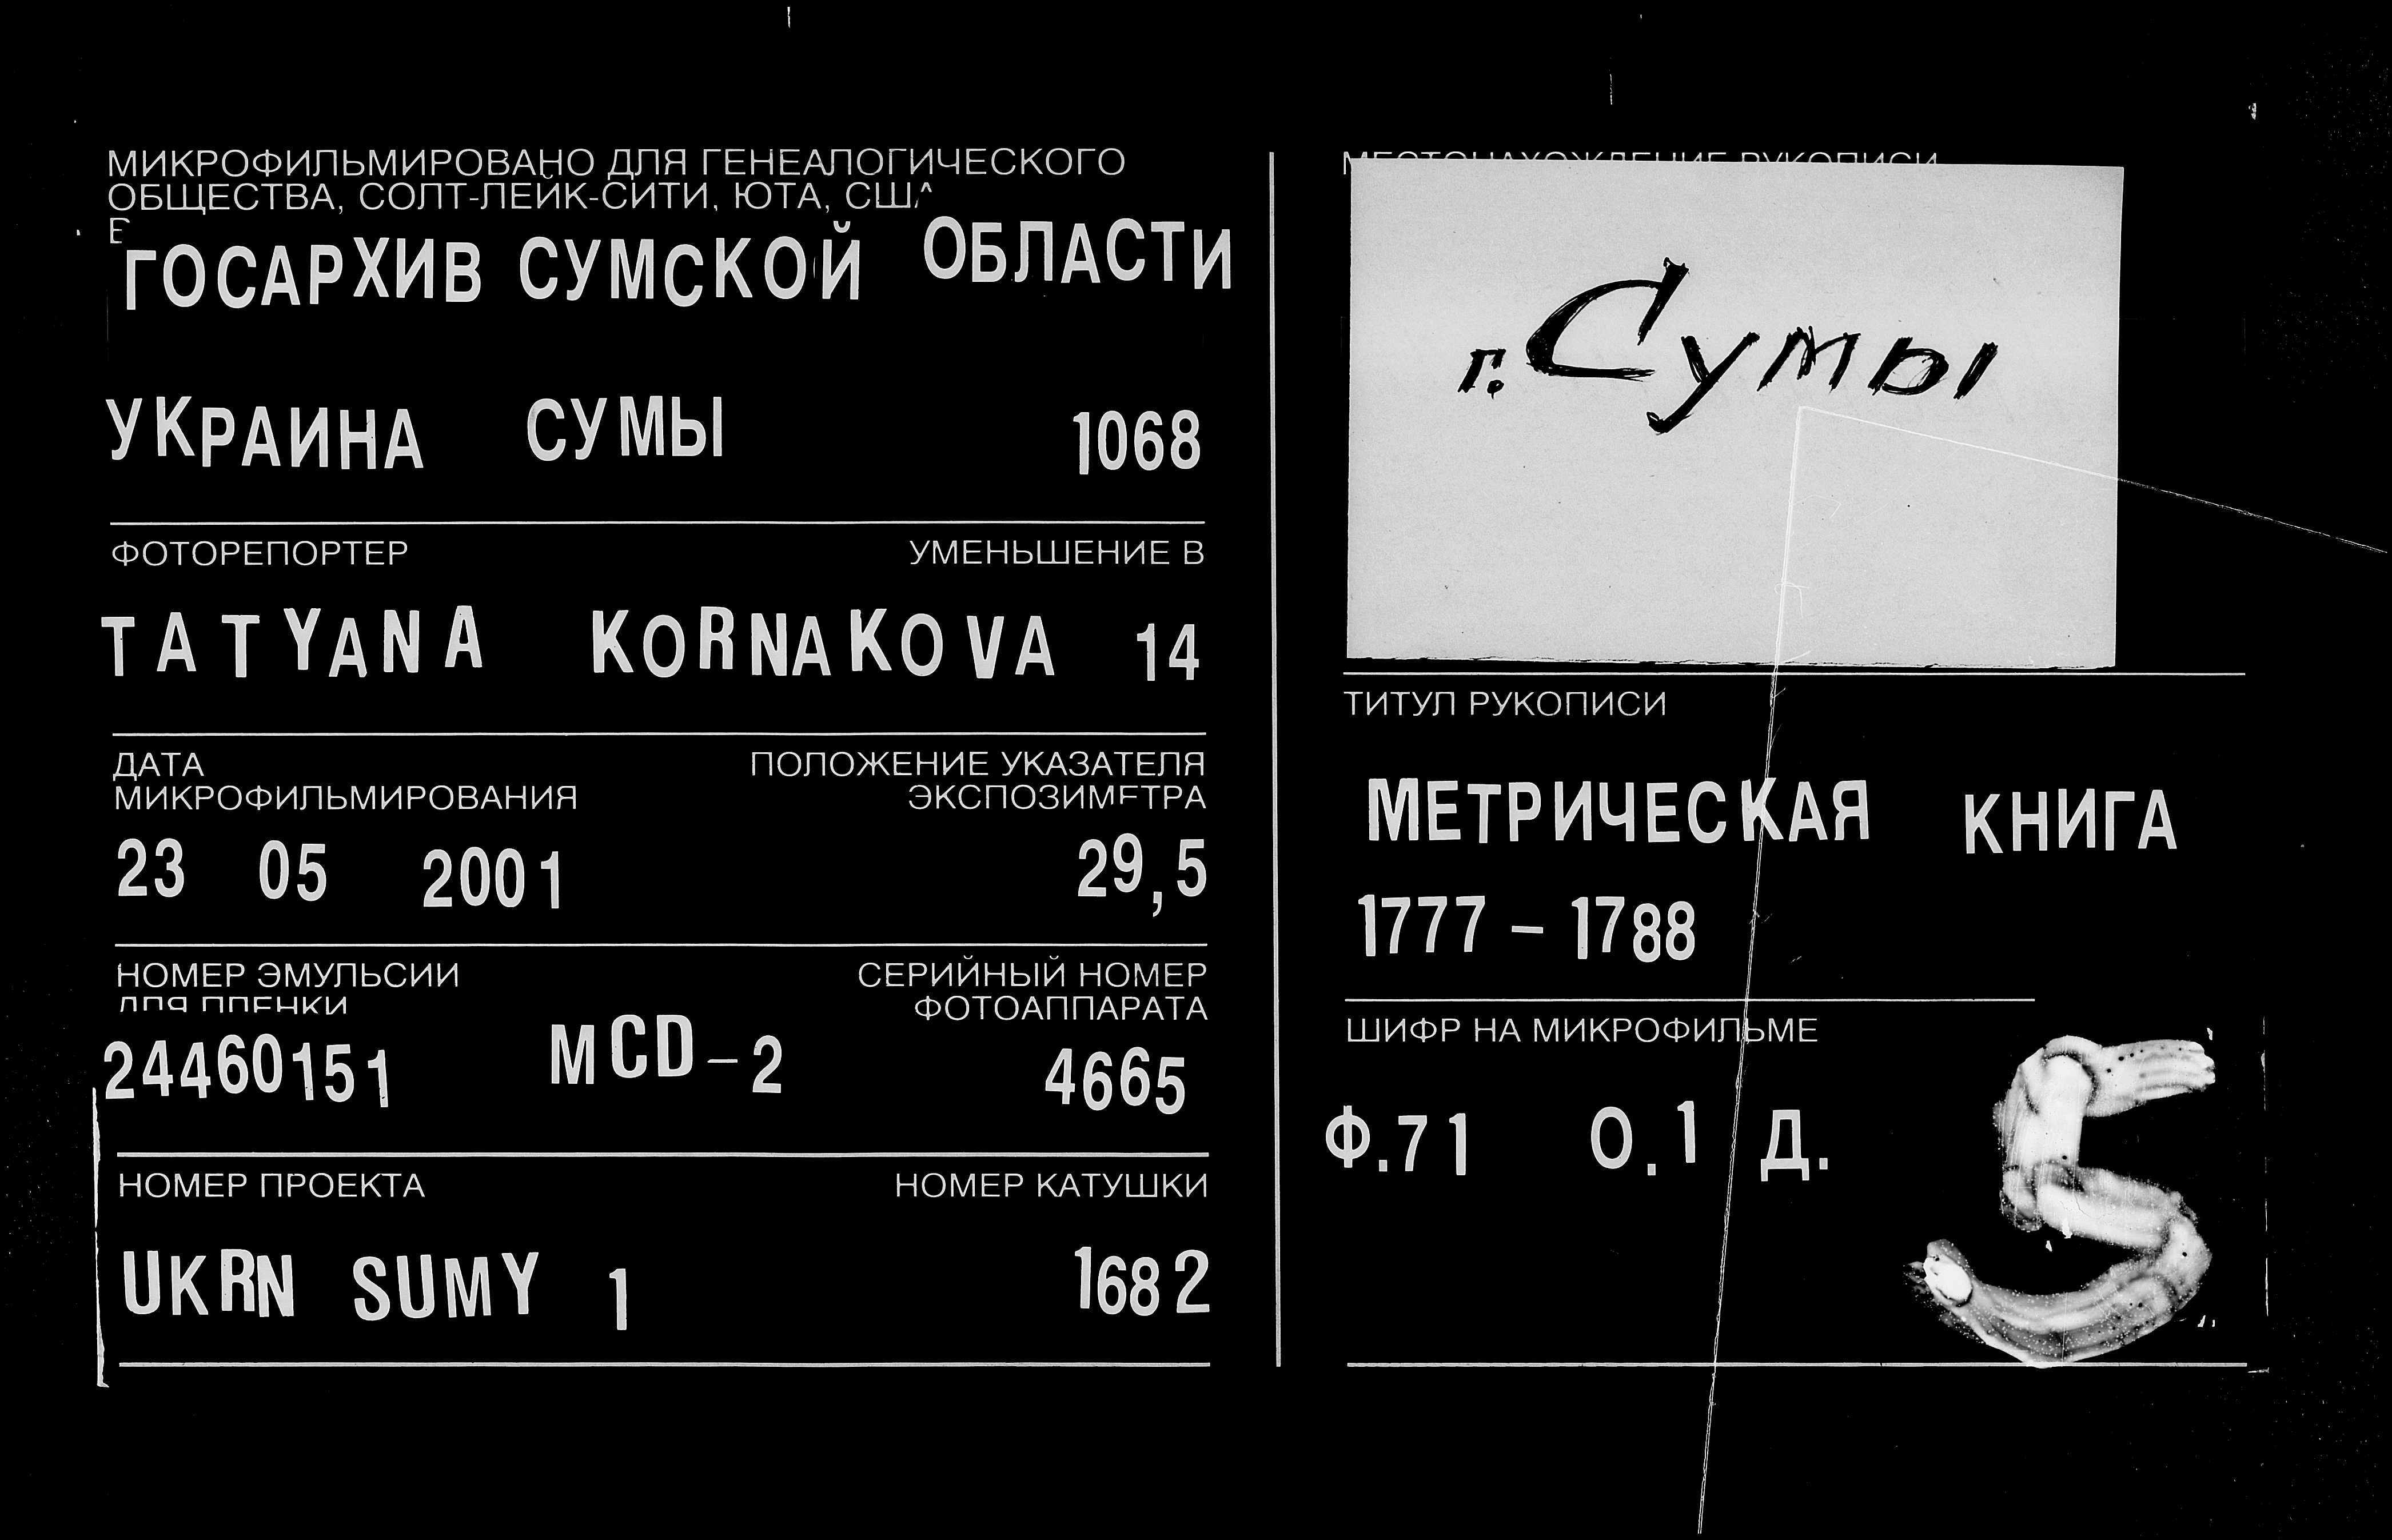 МИКРОФИЛЬМИРОВАНО ДЛЯ ГЕНЕАЛОГИЧЕСКОГО
ОБЩЕСТВА, СОЛТ-ЛЕЙК-СИТИ, ЮТА, США
В
ГОСАРХИВ СУМСКОЙ ОБЛАСТИ
УКРАИНА СУМЫ 1068
ФОТОРЕПОРТЕР УМЕНЬШЕНИЕ В
TATYANA KORNAKOVA 14
ДАТА ПОЛОЖЕНИЕ УКАЗАТЕЛЯ
МИКРОФИЛЬМИРОВАНИЯ ЭКСПОЗИМЕТРА
23 05 2001 29,5
НОМЕР ЭМУЛЬСИИ СЕРИЙНЫЙ НОМЕР
ДЛЯ ПЛЕНКИ ФОТОАППАРАТА
24460151 MCD-2 4665
НОМЕР ПРОЕКТА НОМЕР КАТУШКИ
UKRN SUMY 1 1682
МЕСТОНАХОЖДЕНИЕ РУКОПИСИ
г. Сумы
ТИТУЛ РУКОПИСИ
МЕТРИЧЕСКАЯ КНИГА
1777 - 1788
ШИФР НА МИКРОФИЛЬМЕ
Ф.71 О.1 Д. 5